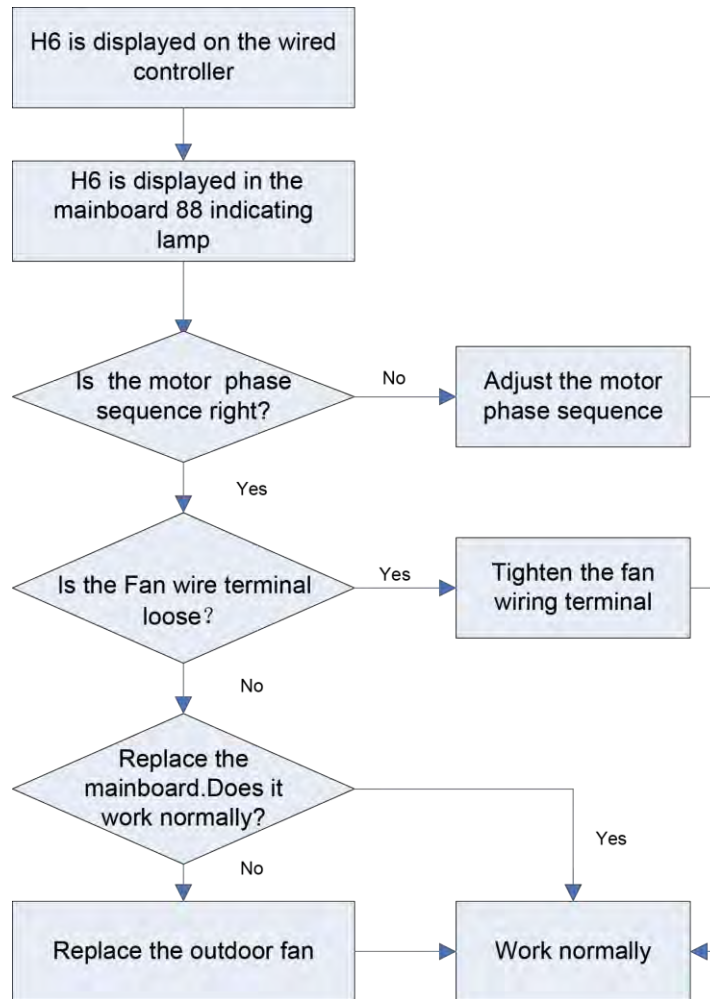 H6 is displayed on the wired
controller
H6 is displayed in the
mainboard 88 indicating
lamp
Is the motor phase
sequence right?
No
Adjust the motor
phase sequence
Yes
Is the Fan wire terminal
loose？
Yes
Tighten the fan
wiring terminal
No
Replace the
mainboard.Does it
work normally?
Yes
No
Replace the outdoor fan
Work normally